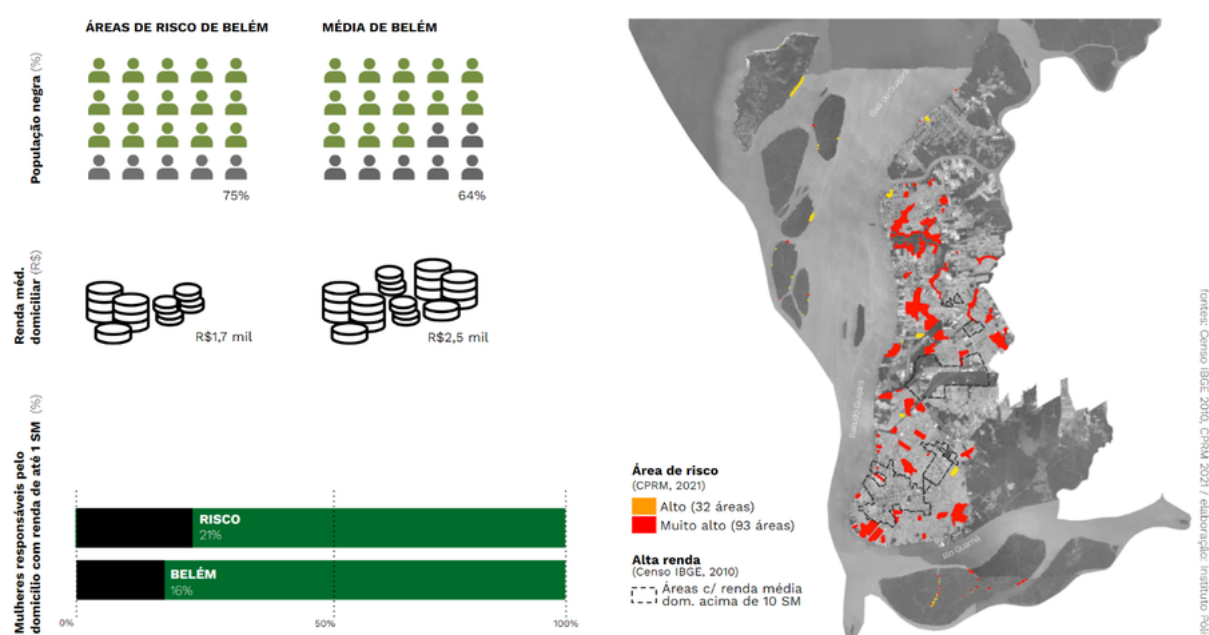 ÁREAS DE RISCO DE BELÉM
MÉDIA DE BELÉM
População negra (%)
75%
64%
Renda méd.
domiciliar (R$)
R$1,7 mil
R$2,5 mil
Mulheres responsáveis pelo
domicílio com renda de até 1 SM (%)
RISCO
21%
BELÉM
16%
0%
50%
100%
Baía do Guajará
Rio Guamá
Área de risco
(CPRM, 2021)
Alto (32 áreas)
Muito alto (93 áreas)
Alta renda
(Censo IBGE, 2010)
Áreas c/ renda média
dom. acima de 10 SM
fontes: Censo IBGE 2010, CPRM 2021 / elaboração: Instituto Pólis